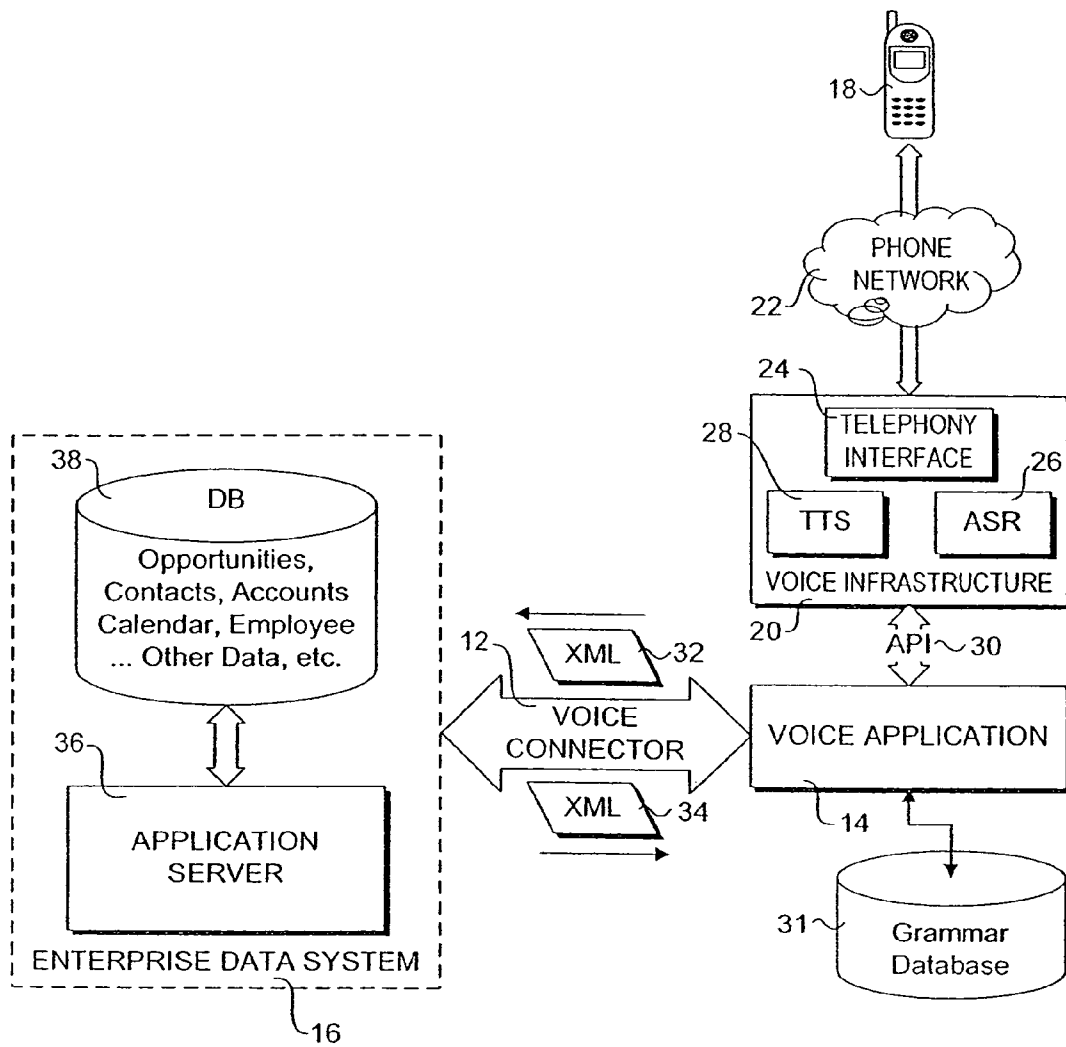 18
PHONE
NETWORK
22
24
TELEPHONY
INTERFACE
28
26
TTS
ASR
VOICE INFRASTRUCTURE
20
API
30
38
DB
Opportunities,
Contacts, Accounts
Calendar, Employee
... Other Data, etc.
12
XML
32
VOICE
CONNECTOR
XML
34
VOICE APPLICATION
14
36
APPLICATION
SERVER
ENTERPRISE DATA SYSTEM
16
31
Grammar
Database